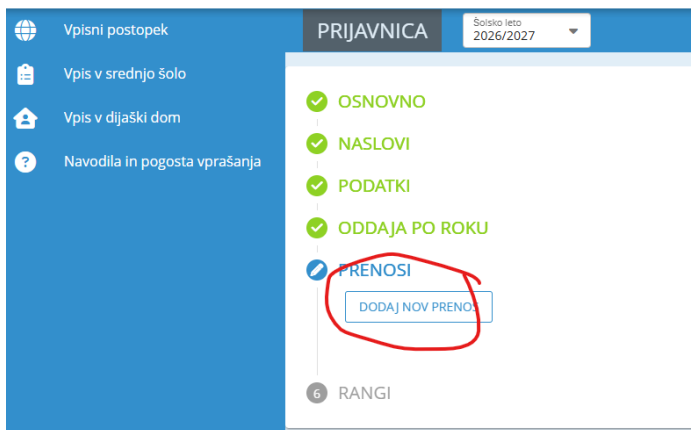 Vpisni postopek
Vpis v srednjo šolo
Vpis v dijaški dom
Navodila in pogosta vprašanja
PRIJAVNICA
Šolsko leto
2026/2027
OSNOVNO
NASLOVI
PODATKI
ODDAJA PO ROKU
PRENOSI
DODAJ NOV PRENOS
6 RANGI